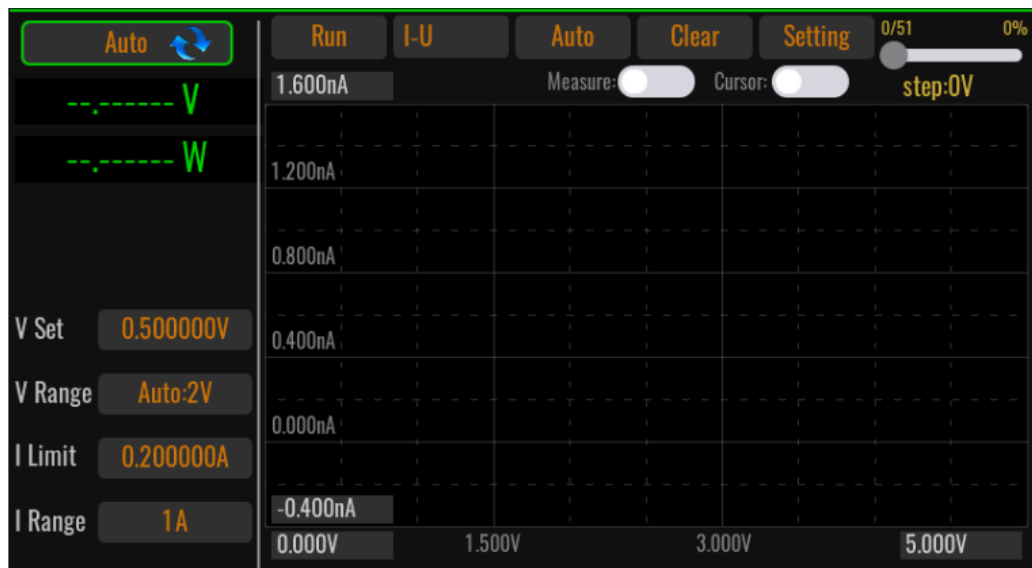 Auto
Run I-U Auto Clear Setting 0/51 0%
1.600nA Measure: Cursor: step:0V
--.------ V
--.------ W
1.200nA
0.800nA
V Set 0.500000V
0.400nA
V Range Auto:2V
0.000nA
I Limit 0.200000A
-0.400nA
I Range 1A
0.000V 1.500V 3.000V 5.000V